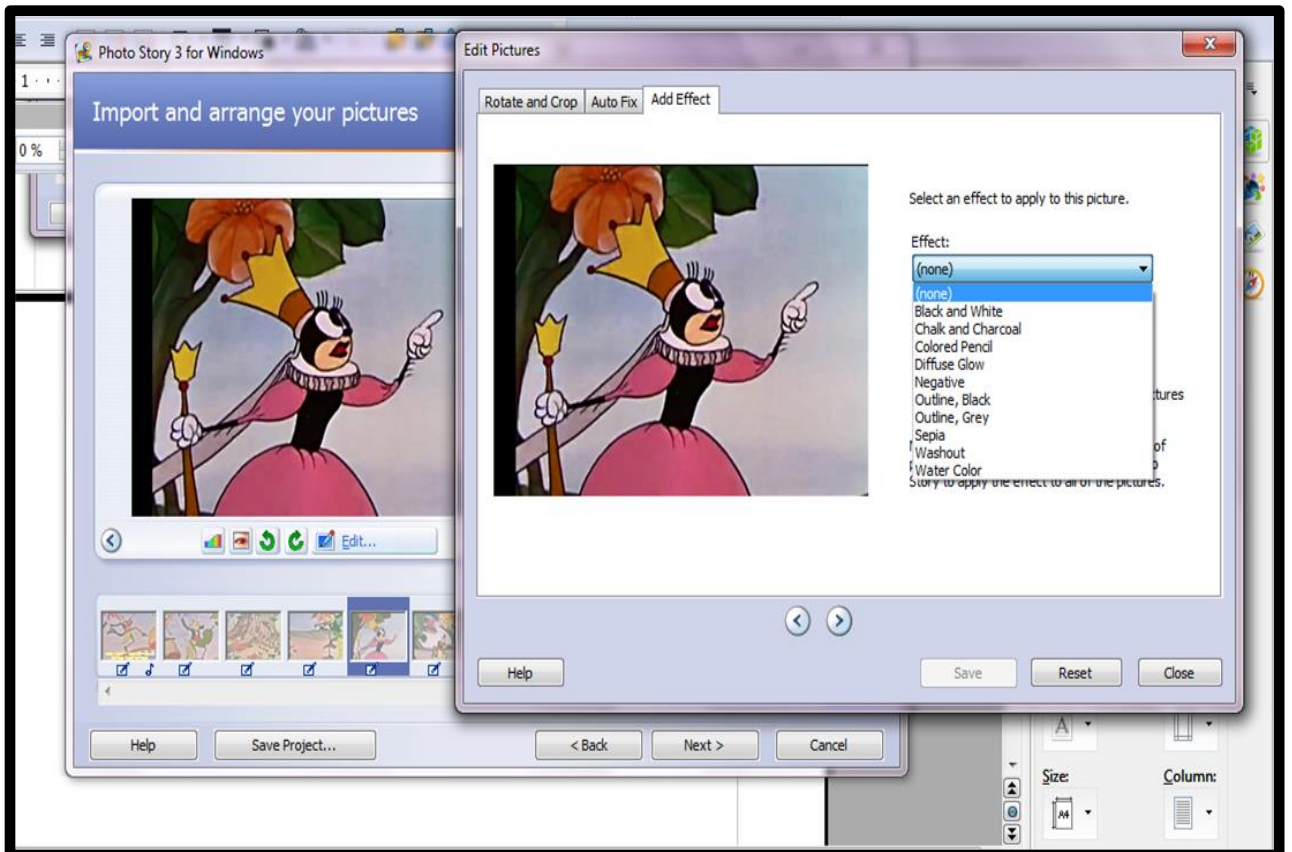 Photo Story 3 for Windows
Import and arrange your pictures
Edit...
Help
Save Project...
< Back
Next >
Cancel
Edit Pictures
Rotate and Crop
Auto Fix
Add Effect
Select an effect to apply to this picture.
Effect:
(none)
(none)
Black and White
Chalk and Charcoal
Colored Pencil
Diffuse Glow
Negative
Outline, Black
Outline, Grey
Sepia
Washout
Water Color
of
Story to apply the effect to all of the pictures.
Help
Save
Reset
Close
1
0 %
Size:
Column:
A4